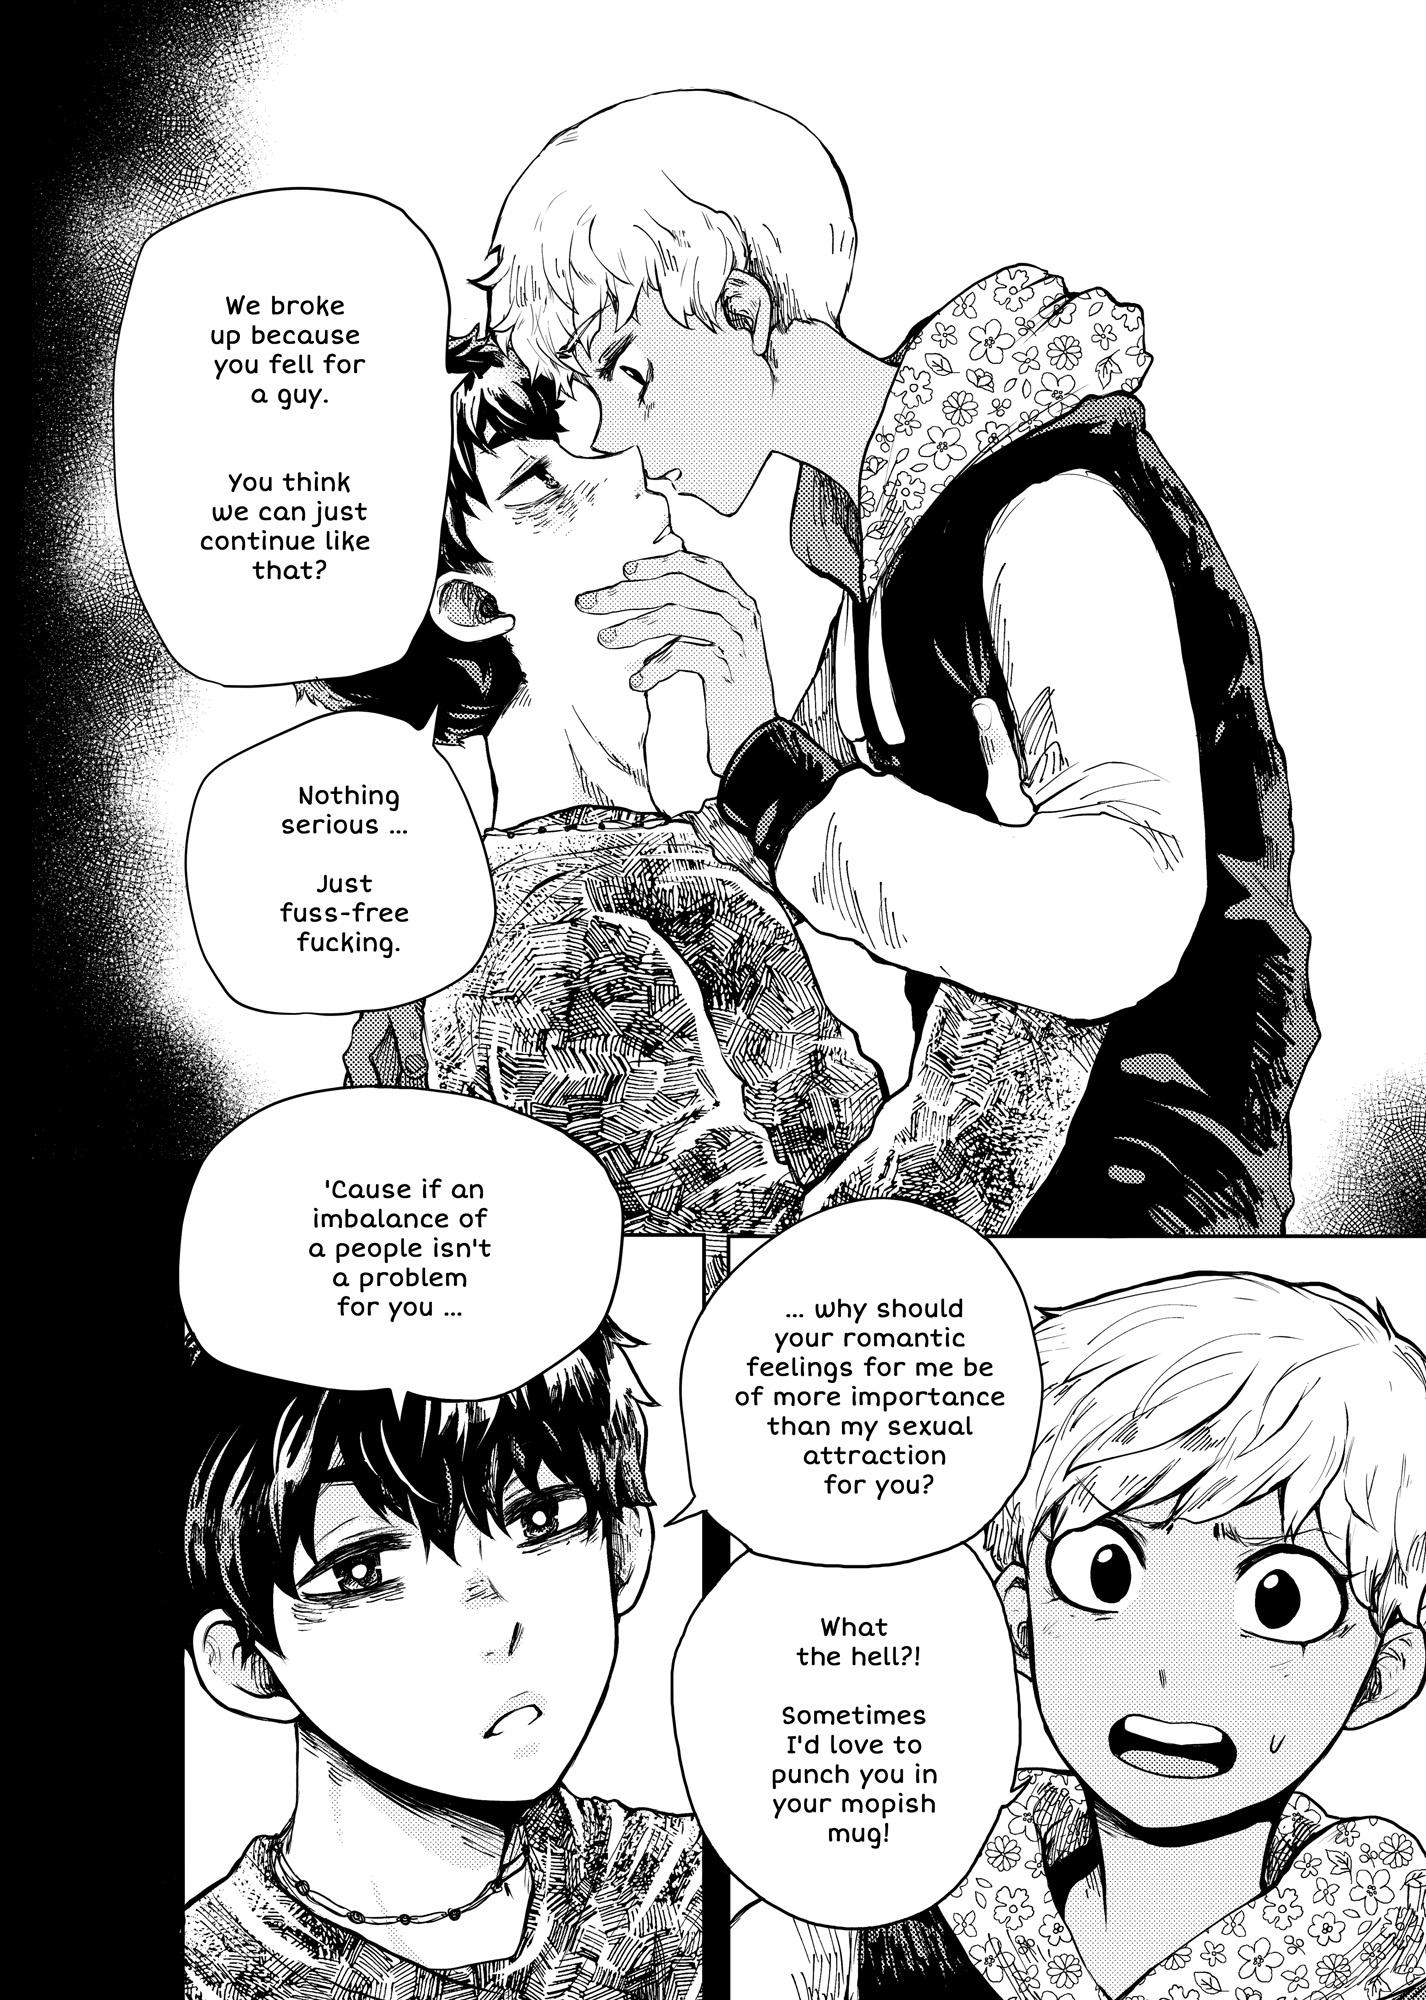 We broke
up because
you fell for
a guy.
You think
we can just
continue like
that?
Nothing
serious ...
Just
fuss-free
fucking.
'Cause if an
imbalance of
a people isn't
a problem
for you ...
... why should
your romantic
feelings for me be
of more importance
than my sexual
attraction
for you?
What
the hell?!
Sometimes
I'd love to
punch you in
your mopish
mug!